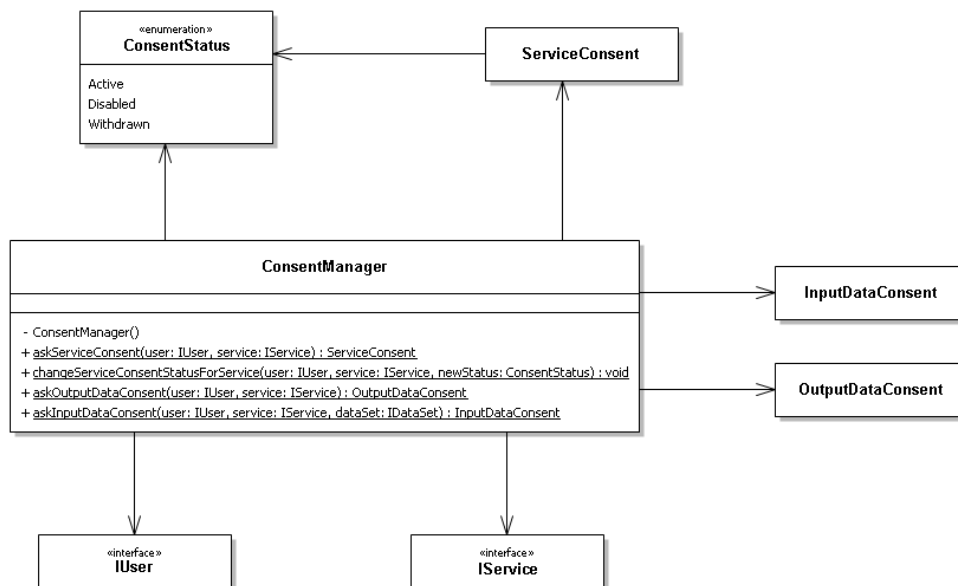 «enumeration»
ConsentStatus
Active
Disabled
Withdrawn
ServiceConsent
ConsentManager
- ConsentManager()
+ askServiceConsent(user: IUser, service: IService) : ServiceConsent
+ changeServiceConsentStatusForService(user: IUser, service: IService, newStatus: ConsentStatus) : void
+ askOutputDataConsent(user: IUser, service: IService) : OutputDataConsent
+ askInputDataConsent(user: IUser, service: IService, dataSet: IDataSet) : InputDataConsent
InputDataConsent
OutputDataConsent
«interface»
IUser
«interface»
IService